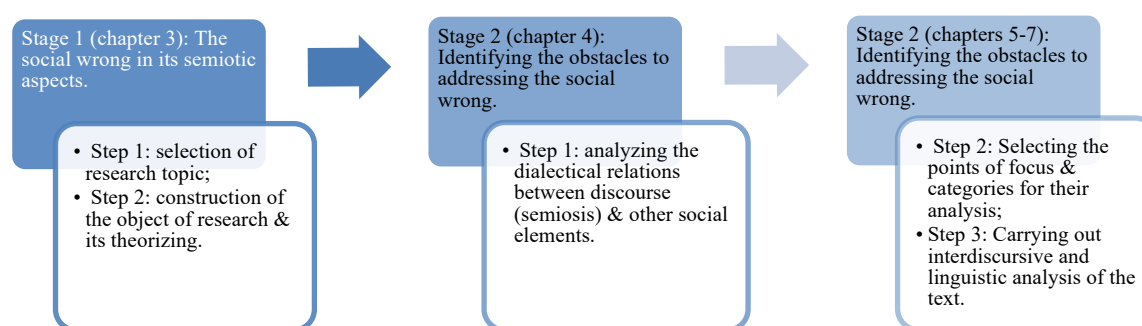 Stage 1 (chapter 3): The
social wrong in its semiotic
aspects.
• Step 1: selection of
research topic;
• Step 2: construction of
the object of research &
its theorizing.
Stage 2 (chapter 4):
Identifying the obstacles to
addressing the social
wrong.
• Step 1: analyzing the
dialectical relations
between discourse
(semiosis) & other social
elements.
Stage 2 (chapters 5-7):
Identifying the obstacles to
addressing the social
wrong.
• Step 2: Selecting the
points of focus &
categories for their
analysis;
• Step 3: Carrying out
interdiscursive and
linguistic analysis of the
text.